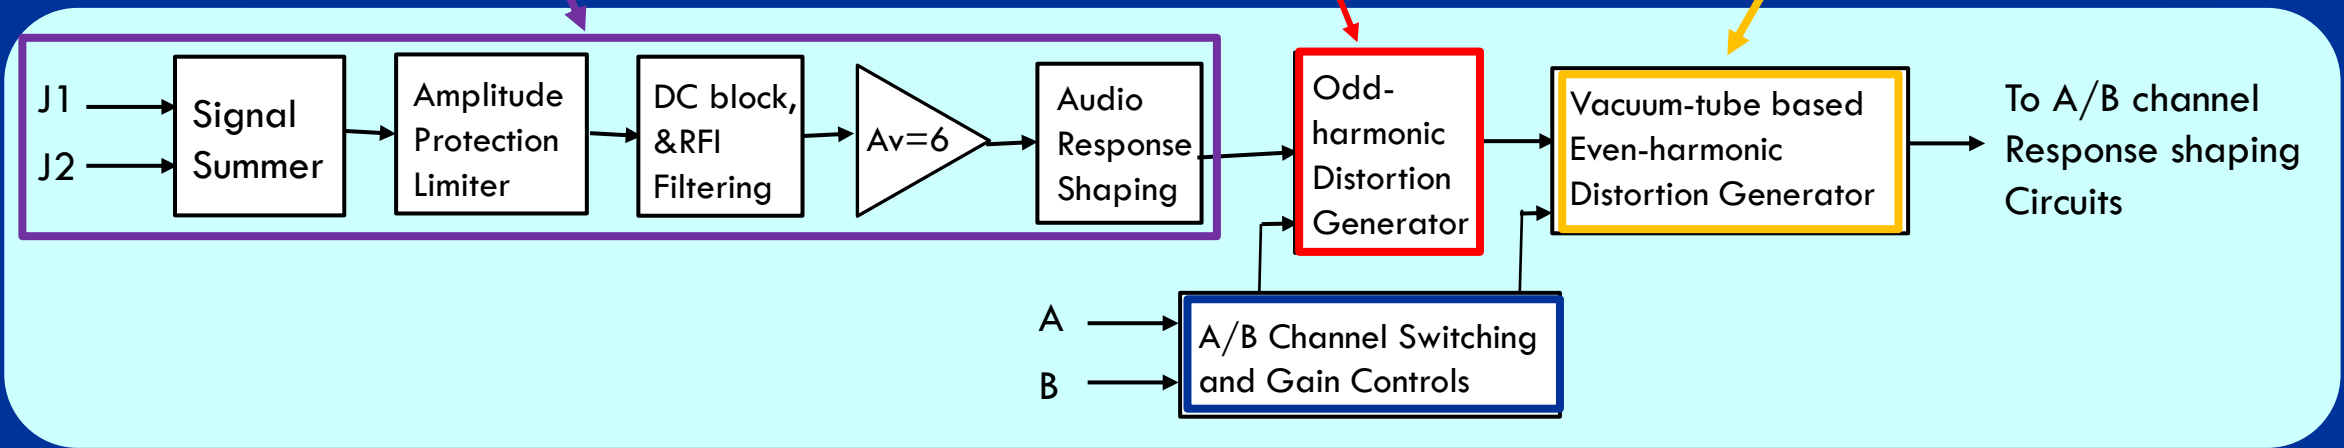 J1
J2
Signal
Summer
Amplitude
Protection
Limiter
DC block,
&RFI
Filtering
Av=6
Audio
Response
Shaping
Odd-
harmonic
Distortion
Generator
Vacuum-tube based
Even-harmonic
Distortion Generator
To A/B channel
Response shaping
Circuits
A
B
A/B Channel Switching
and Gain Controls